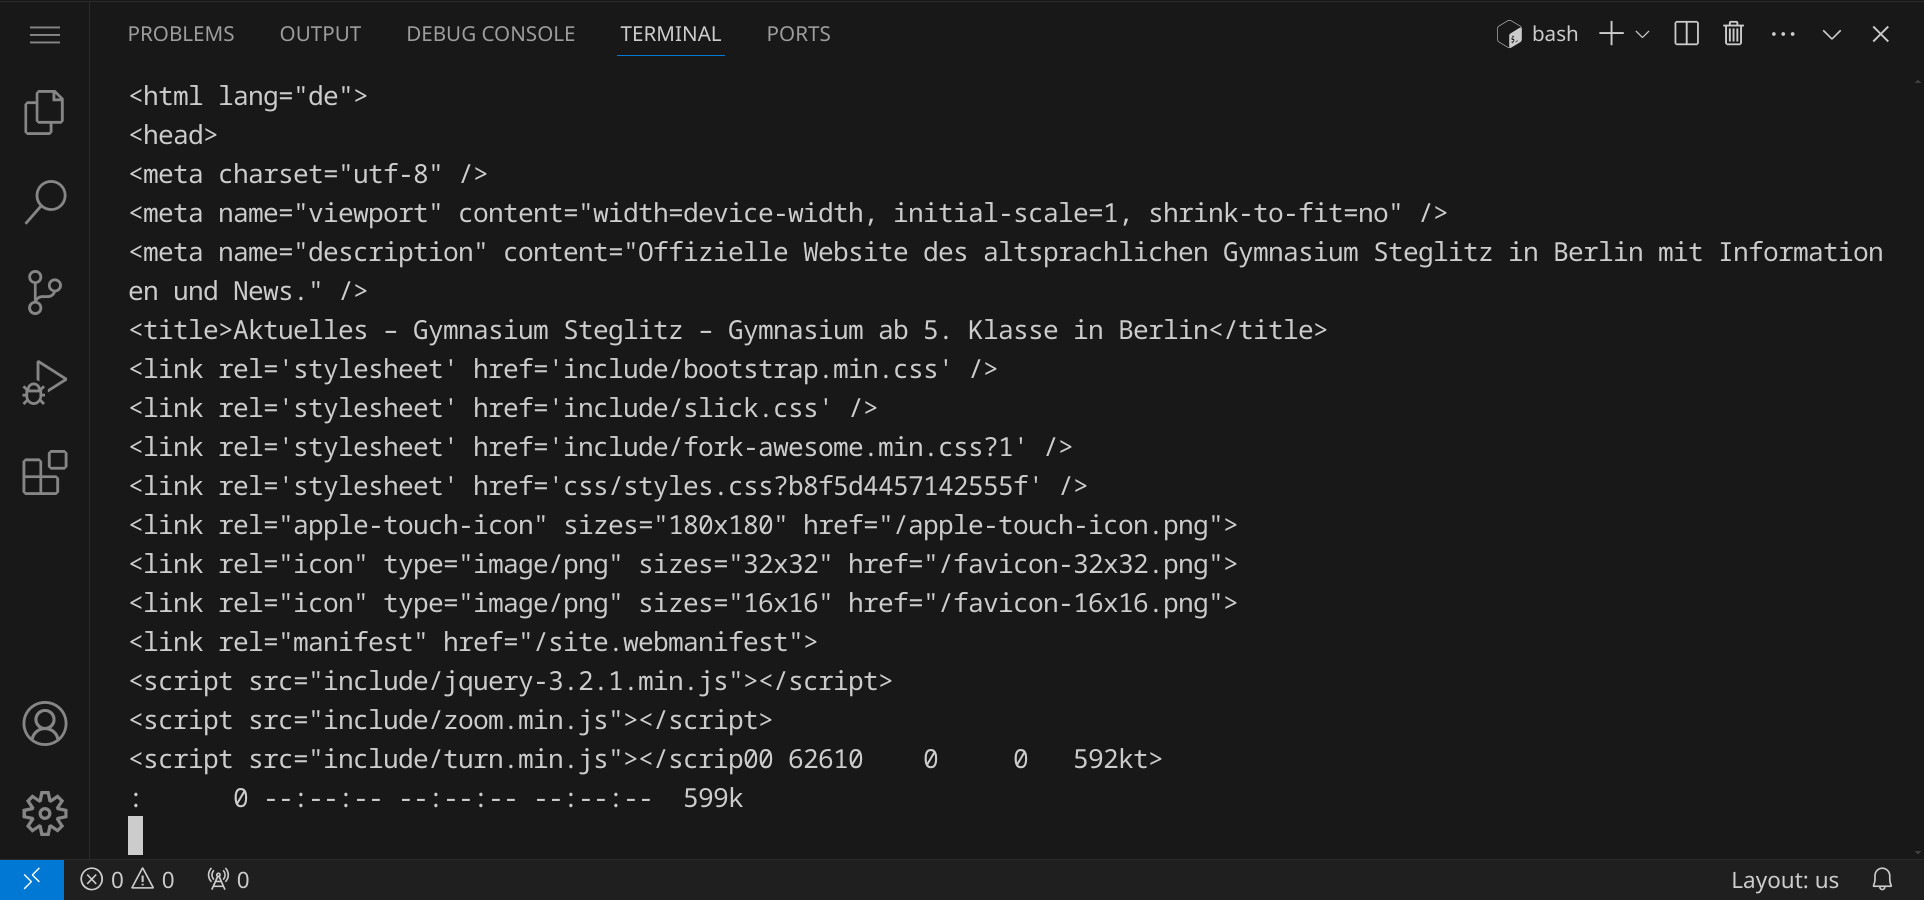 PROBLEMS OUTPUT DEBUG CONSOLE TERMINAL PORTS bash
<html lang="de">
<head>
<meta charset="utf-8" />
<meta name="viewport" content="width=device-width, initial-scale=1, shrink-to-fit=no" />
<meta name="description" content="Offizielle Website des altsprachlichen Gymnasium Steglitz in Berlin mit Information
en und News." />
<title>Aktuelles – Gymnasium Steglitz – Gymnasium ab 5. Klasse in Berlin</title>
<link rel='stylesheet' href='include/bootstrap.min.css' />
<link rel='stylesheet' href='include/slick.css' />
<link rel='stylesheet' href='include/fork-awesome.min.css?1' />
<link rel='stylesheet' href='css/styles.css?b8f5d4457142555f' />
<link rel="apple-touch-icon" sizes="180x180" href="/apple-touch-icon.png">
<link rel="icon" type="image/png" sizes="32x32" href="/favicon-32x32.png">
<link rel="icon" type="image/png" sizes="16x16" href="/favicon-16x16.png">
<link rel="manifest" href="/site.webmanifest">
<script src="include/jquery-3.2.1.min.js"></script>
<script src="include/zoom.min.js"></script>
<script src="include/turn.min.js"></scrip00 62610    0     0   592kt>
:      0 --:--:-- --:--:-- --:--:--  599k
0 0 0 Layout: us